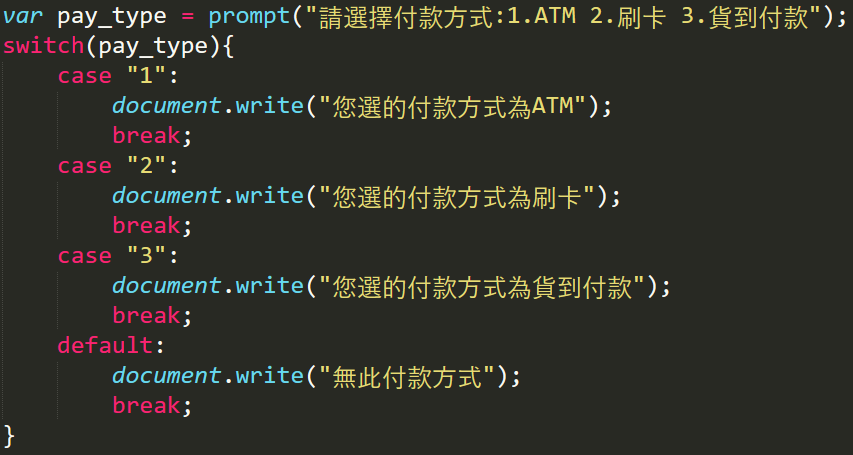 var pay_type = prompt("請選擇付款方式:1.ATM 2.刷卡 3.貨到付款");
switch(pay_type){
    case "1":
        document.write("您選的付款方式為ATM");
        break;
    case "2":
        document.write("您選的付款方式為刷卡");
        break;
    case "3":
        document.write("您選的付款方式為貨到付款");
        break;
    default:
        document.write("無此付款方式");
        break;
}